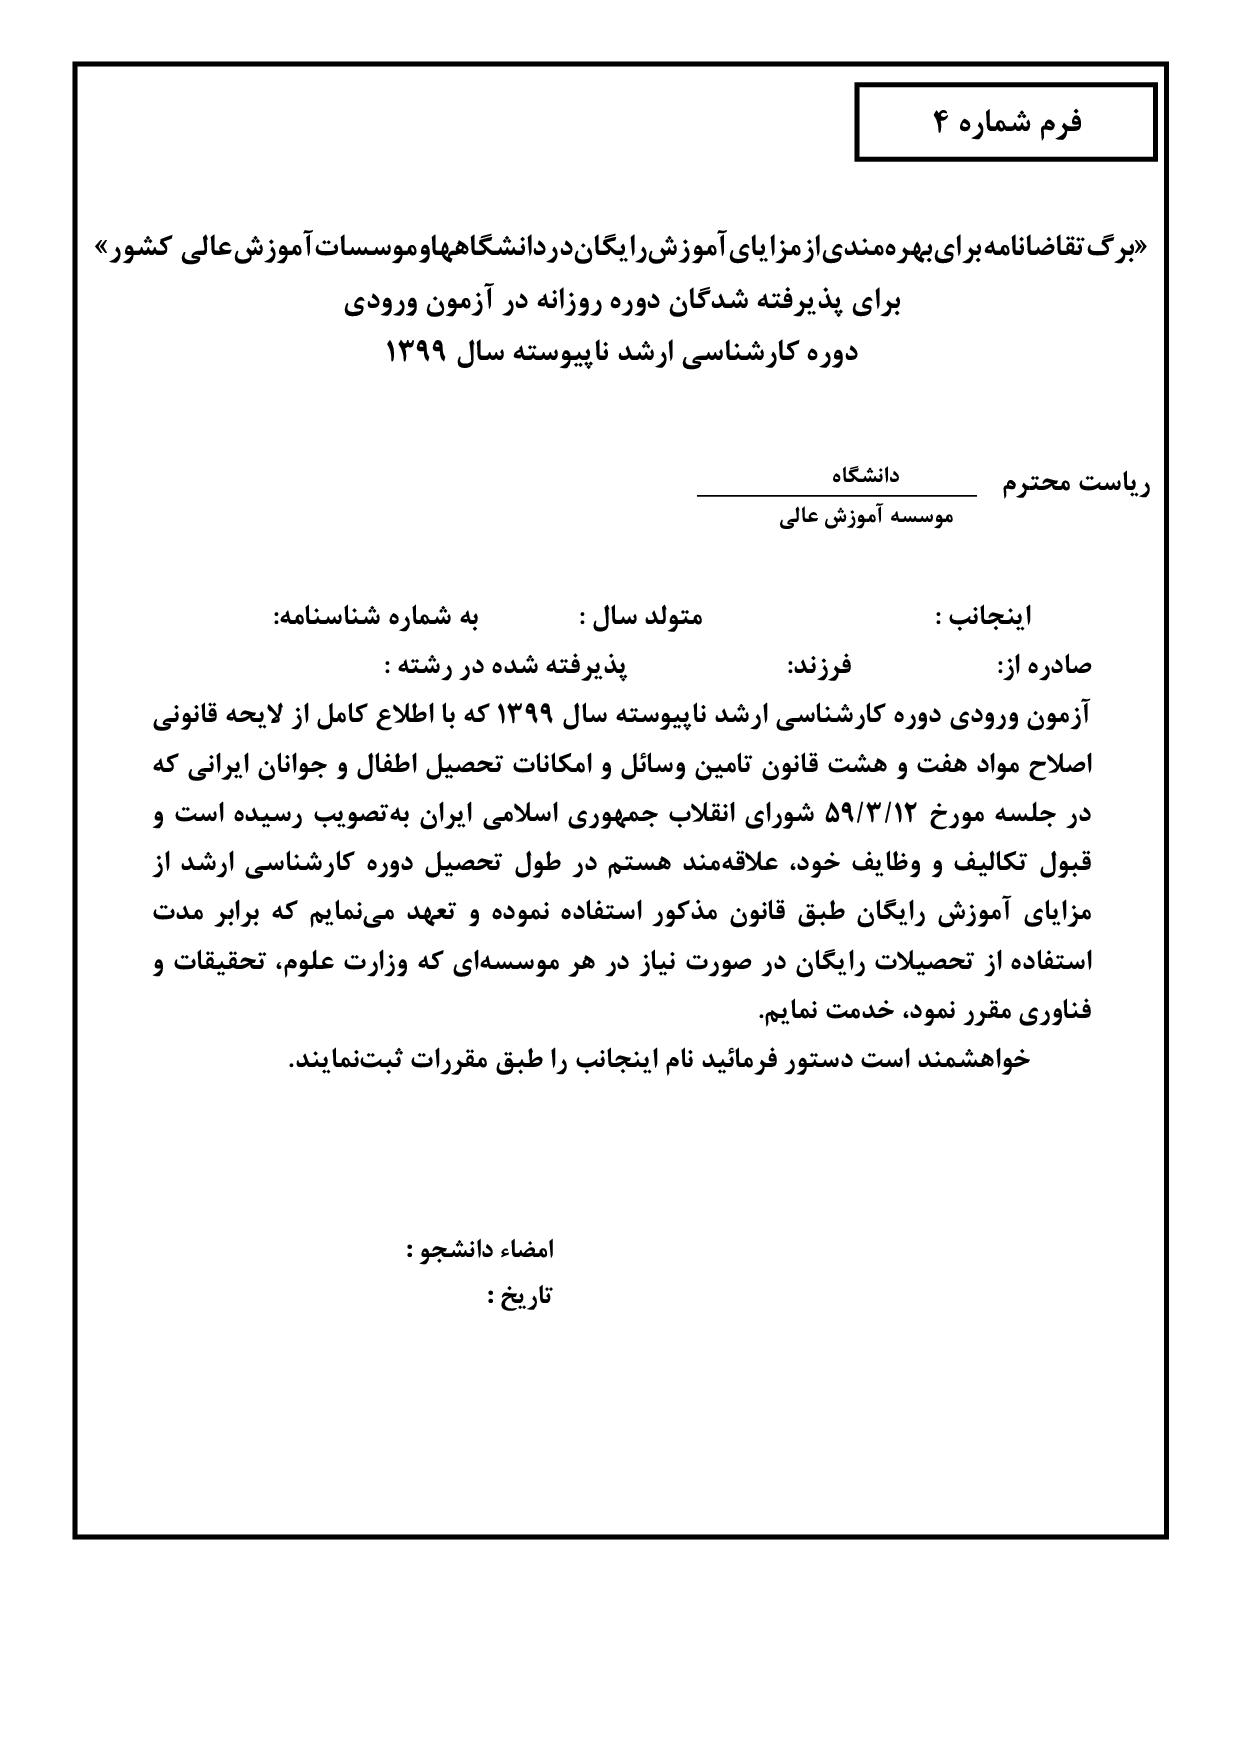 فرم شماره ۴
«برگ تقاضانامه برای بهره‌مندی از مزایای آموزش رایگان در دانشگاهها و موسسات آموزش عالی کشور»
برای پذیرفته شدگان دوره روزانه در آزمون ورودی
دوره کارشناسی ارشد ناپیوسته سال ۱۳۹۹
ریاست محترم دانشگاه
موسسه آموزش عالی
اینجانب : متولد سال : به شماره شناسنامه:
صادره از: فرزند: پذیرفته شده در رشته :
آزمون ورودی دوره کارشناسی ارشد ناپیوسته سال ۱۳۹۹ که با اطلاع کامل از لایحه قانونی
اصلاح مواد هفت و هشت قانون تامین وسائل و امکانات تحصیل اطفال و جوانان ایرانی که
در جلسه مورخ ۵۹/۳/۱۲ شورای انقلاب جمهوری اسلامی ایران به‌تصویب رسیده است و
قبول تکالیف و وظایف خود، علاقه‌مند هستم در طول تحصیل دوره کارشناسی ارشد از
مزایای آموزش رایگان طبق قانون مذکور استفاده نموده و تعهد می‌نمایم که برابر مدت
استفاده از تحصیلات رایگان در صورت نیاز در هر موسسه‌ای که وزارت علوم، تحقیقات و
فناوری مقرر نمود، خدمت نمایم.
خواهشمند است دستور فرمائید نام اینجانب را طبق مقررات ثبت‌نمایند.
امضاء دانشجو :
تاریخ :